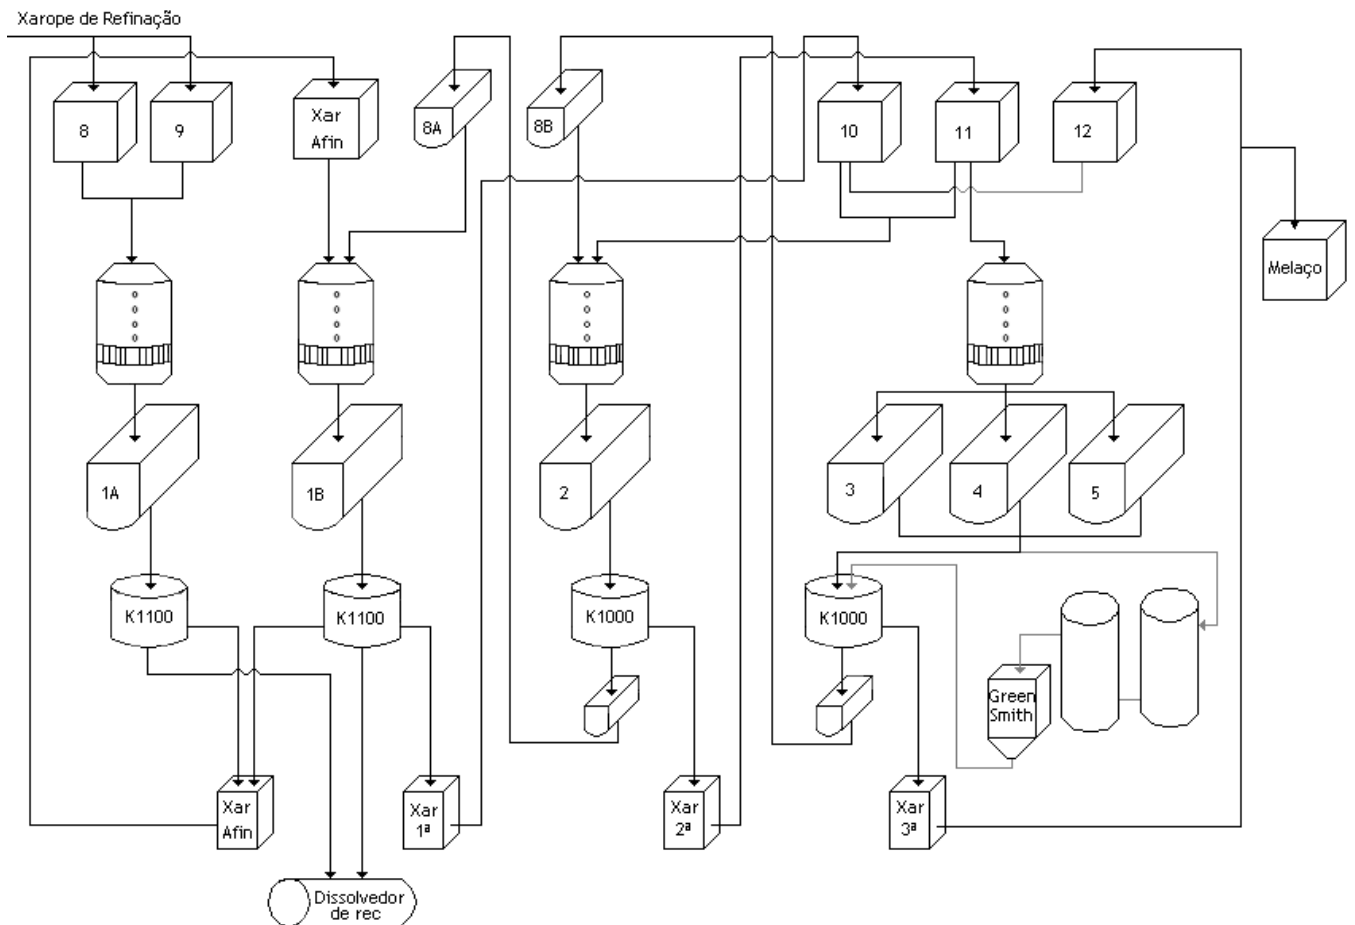 Xarope de Refinação
8
9
Xar
Afin
8A
8B
10
11
12
Melaço
1A
1B
2
3
4
5
K1100
K1100
K1000
K1000
Green
Smith
Xar
Afin
Xar
1ª
Xar
2ª
Xar
3ª
Dissolvedor
de rec